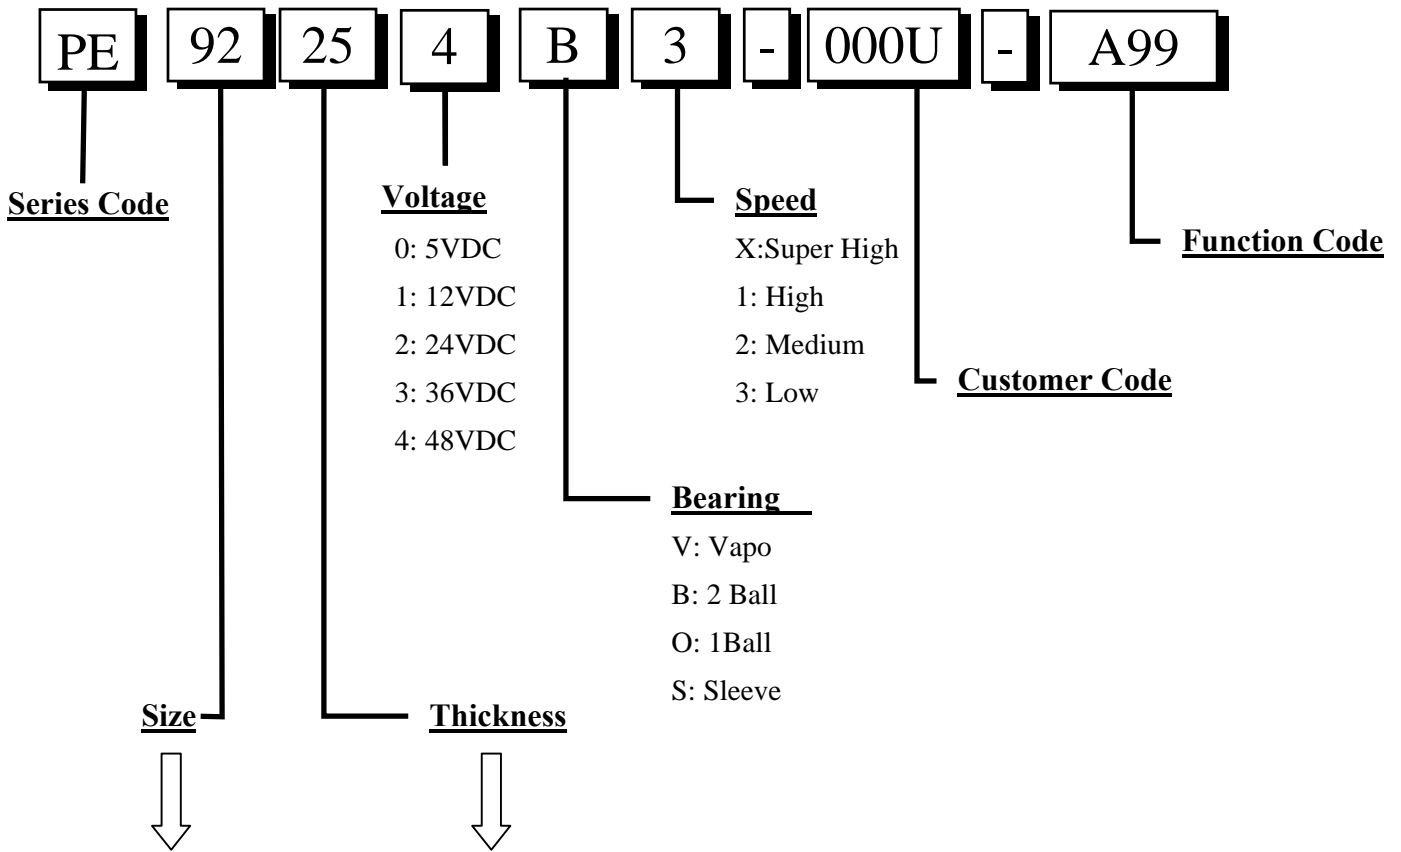 PE 92 25 4 B 3 - 000U - A99
Series Code
Voltage
0: 5VDC
1: 12VDC
2: 24VDC
3: 36VDC
4: 48VDC
Speed
X:Super High
1: High
2: Medium
3: Low
Function Code
Customer Code
Bearing
V: Vapo
B: 2 Ball
O: 1Ball
S: Sleeve
Size
Thickness